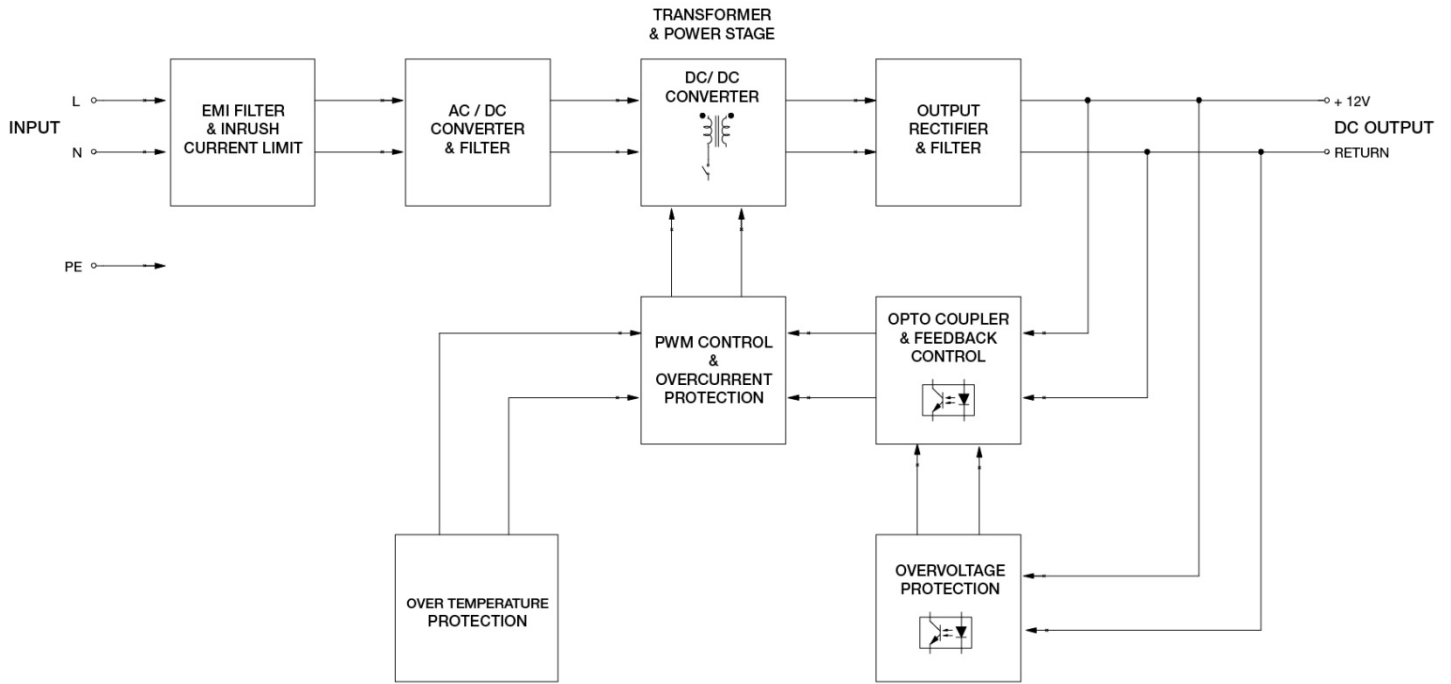 TRANSFORMER
& POWER STAGE
INPUT
L
N
PE
EMI FILTER
& INRUSH
CURRENT LIMIT
AC / DC
CONVERTER
& FILTER
DC/ DC
CONVERTER
OUTPUT
RECTIFIER
& FILTER
+ 12V
DC OUTPUT
RETURN
PWM CONTROL
&
OVERCURRENT
PROTECTION
OPTO COUPLER
& FEEDBACK
CONTROL
OVER TEMPERATURE
PROTECTION
OVERVOLTAGE
PROTECTION